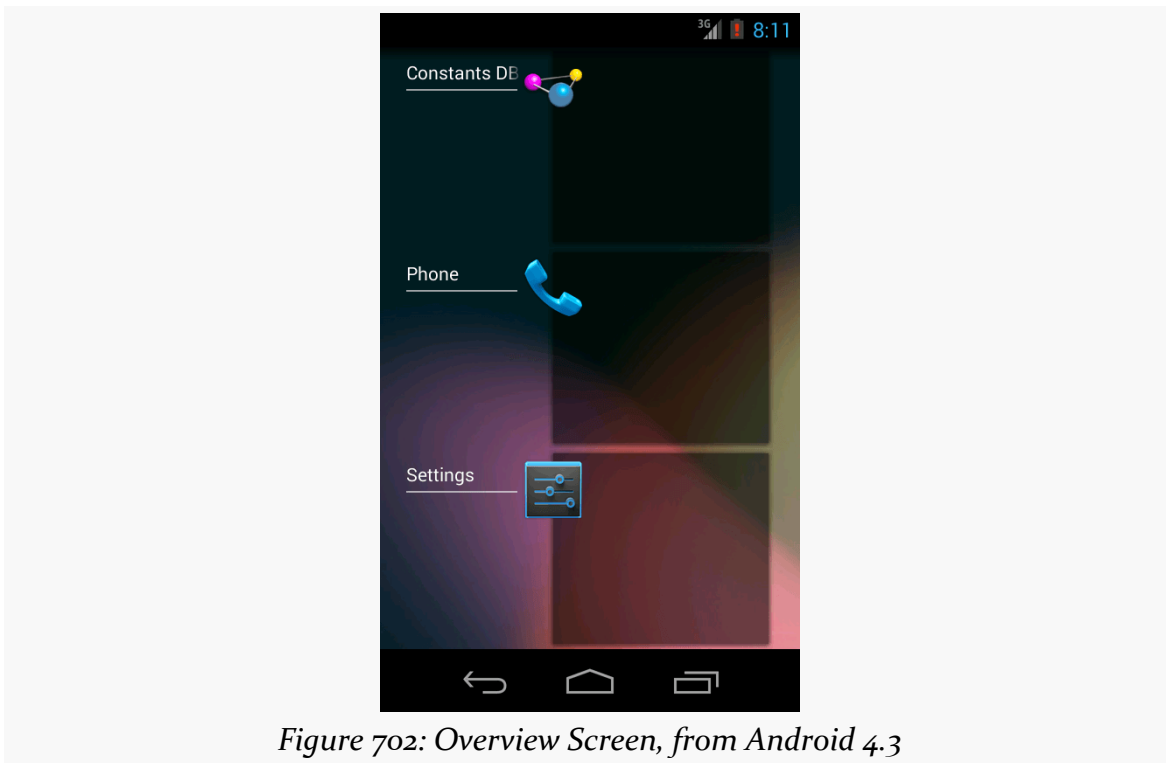 3G 8:11
Constants DB
Phone
Settings
Figure 702: Overview Screen, from Android 4.3